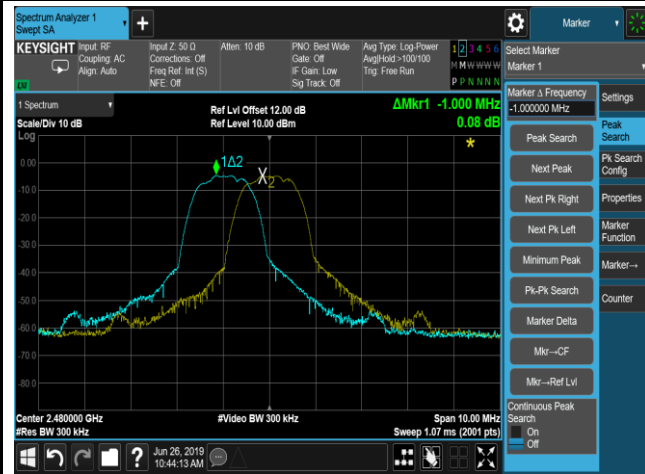 Spectrum Analyzer 1
Swept SA
Marker
KEYSIGHT
Input: RF
Coupling: AC
Align: Auto
Input Z: 50 Ω
Corrections: Off
Freq Ref: Int (S)
NFE: Off
Atten: 10 dB
PNO: Best Wide
Gate: Off
IF Gain: Low
Sig Track: Off
Avg Type: Log-Power
Avg|Hold:>100/100
Trig: Free Run
1 2 3 4 5 6
M M W W W W
P P N N N N
Select Marker
Marker 1
1 Spectrum
Scale/Div 10 dB
Ref Lvl Offset 12.00 dB
Ref Level 10.00 dBm
ΔMkr1 -1.000 MHz
0.08 dB
Log
0.00
-10.0
-20.0
-30.0
-40.0
-50.0
-60.0
-70.0
-80.0
1Δ2
X2
Center 2.480000 GHz
#Res BW 300 kHz
#Video BW 300 kHz
Span 10.00 MHz
Sweep 1.07 ms (2001 pts)
Marker Δ Frequency
-1.000000 MHz
Peak Search
Next Peak
Next Pk Right
Next Pk Left
Minimum Peak
Pk-Pk Search
Marker Delta
Mkr→CF
Mkr→Ref Lvl
Continuous Peak
Search
On
Off
Settings
Peak
Search
Pk Search
Config
Properties
Marker
Function
Marker→
Counter
Jun 26, 2019
10:44:13 AM